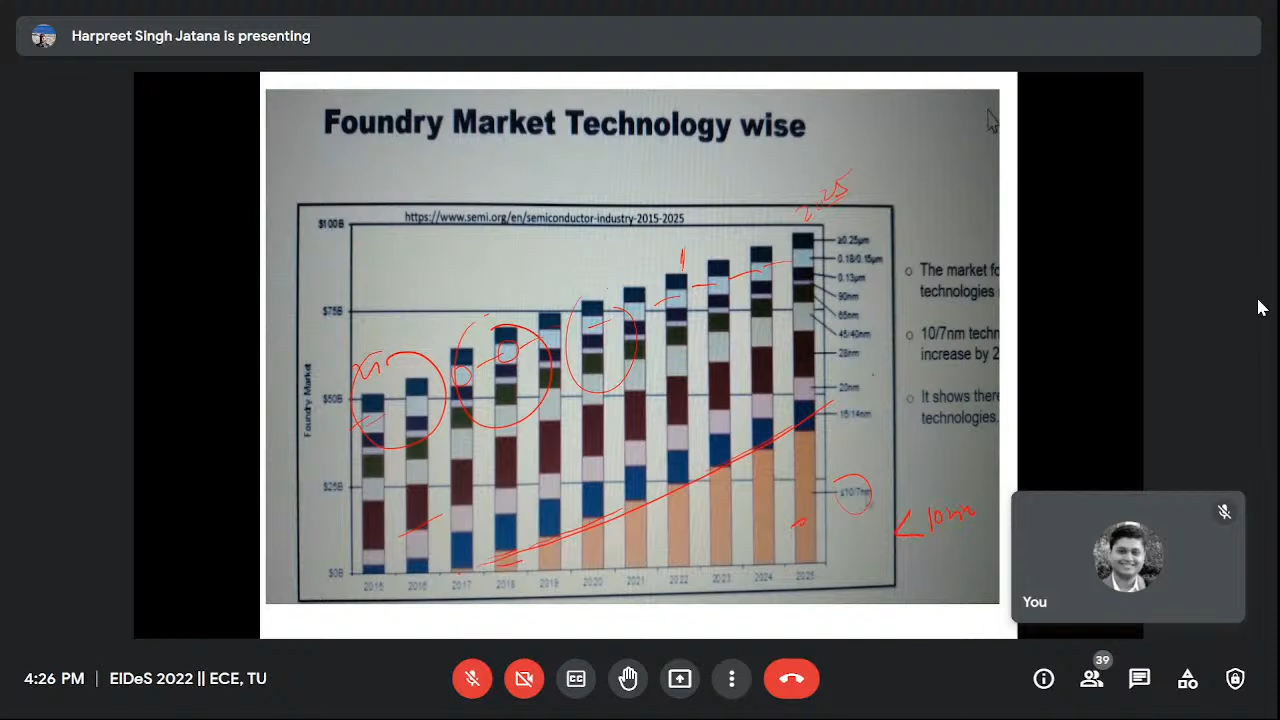 Harpreet Singh Jatana is presenting
Foundry Market Technology wise
2025
https://www.semi.org/en/semiconductor-industry-2015-2025
$100B
$75B
$50B
$25B
$0B
Foundry Market
≥0.25µm
0.18/0.15µm
0.13µm
90nm
65nm
45/40nm
28nm
20nm
16/14nm
≤10/7nm
< 10nm
2015 2016 2017 2018 2019 2020 2021 2022 2023 2024 2025
The market fo
technologies
10/7nm techn
increase by 2
It shows there
technologies.
You
4:26 PM | EIDeS 2022 || ECE, TU
CC
39